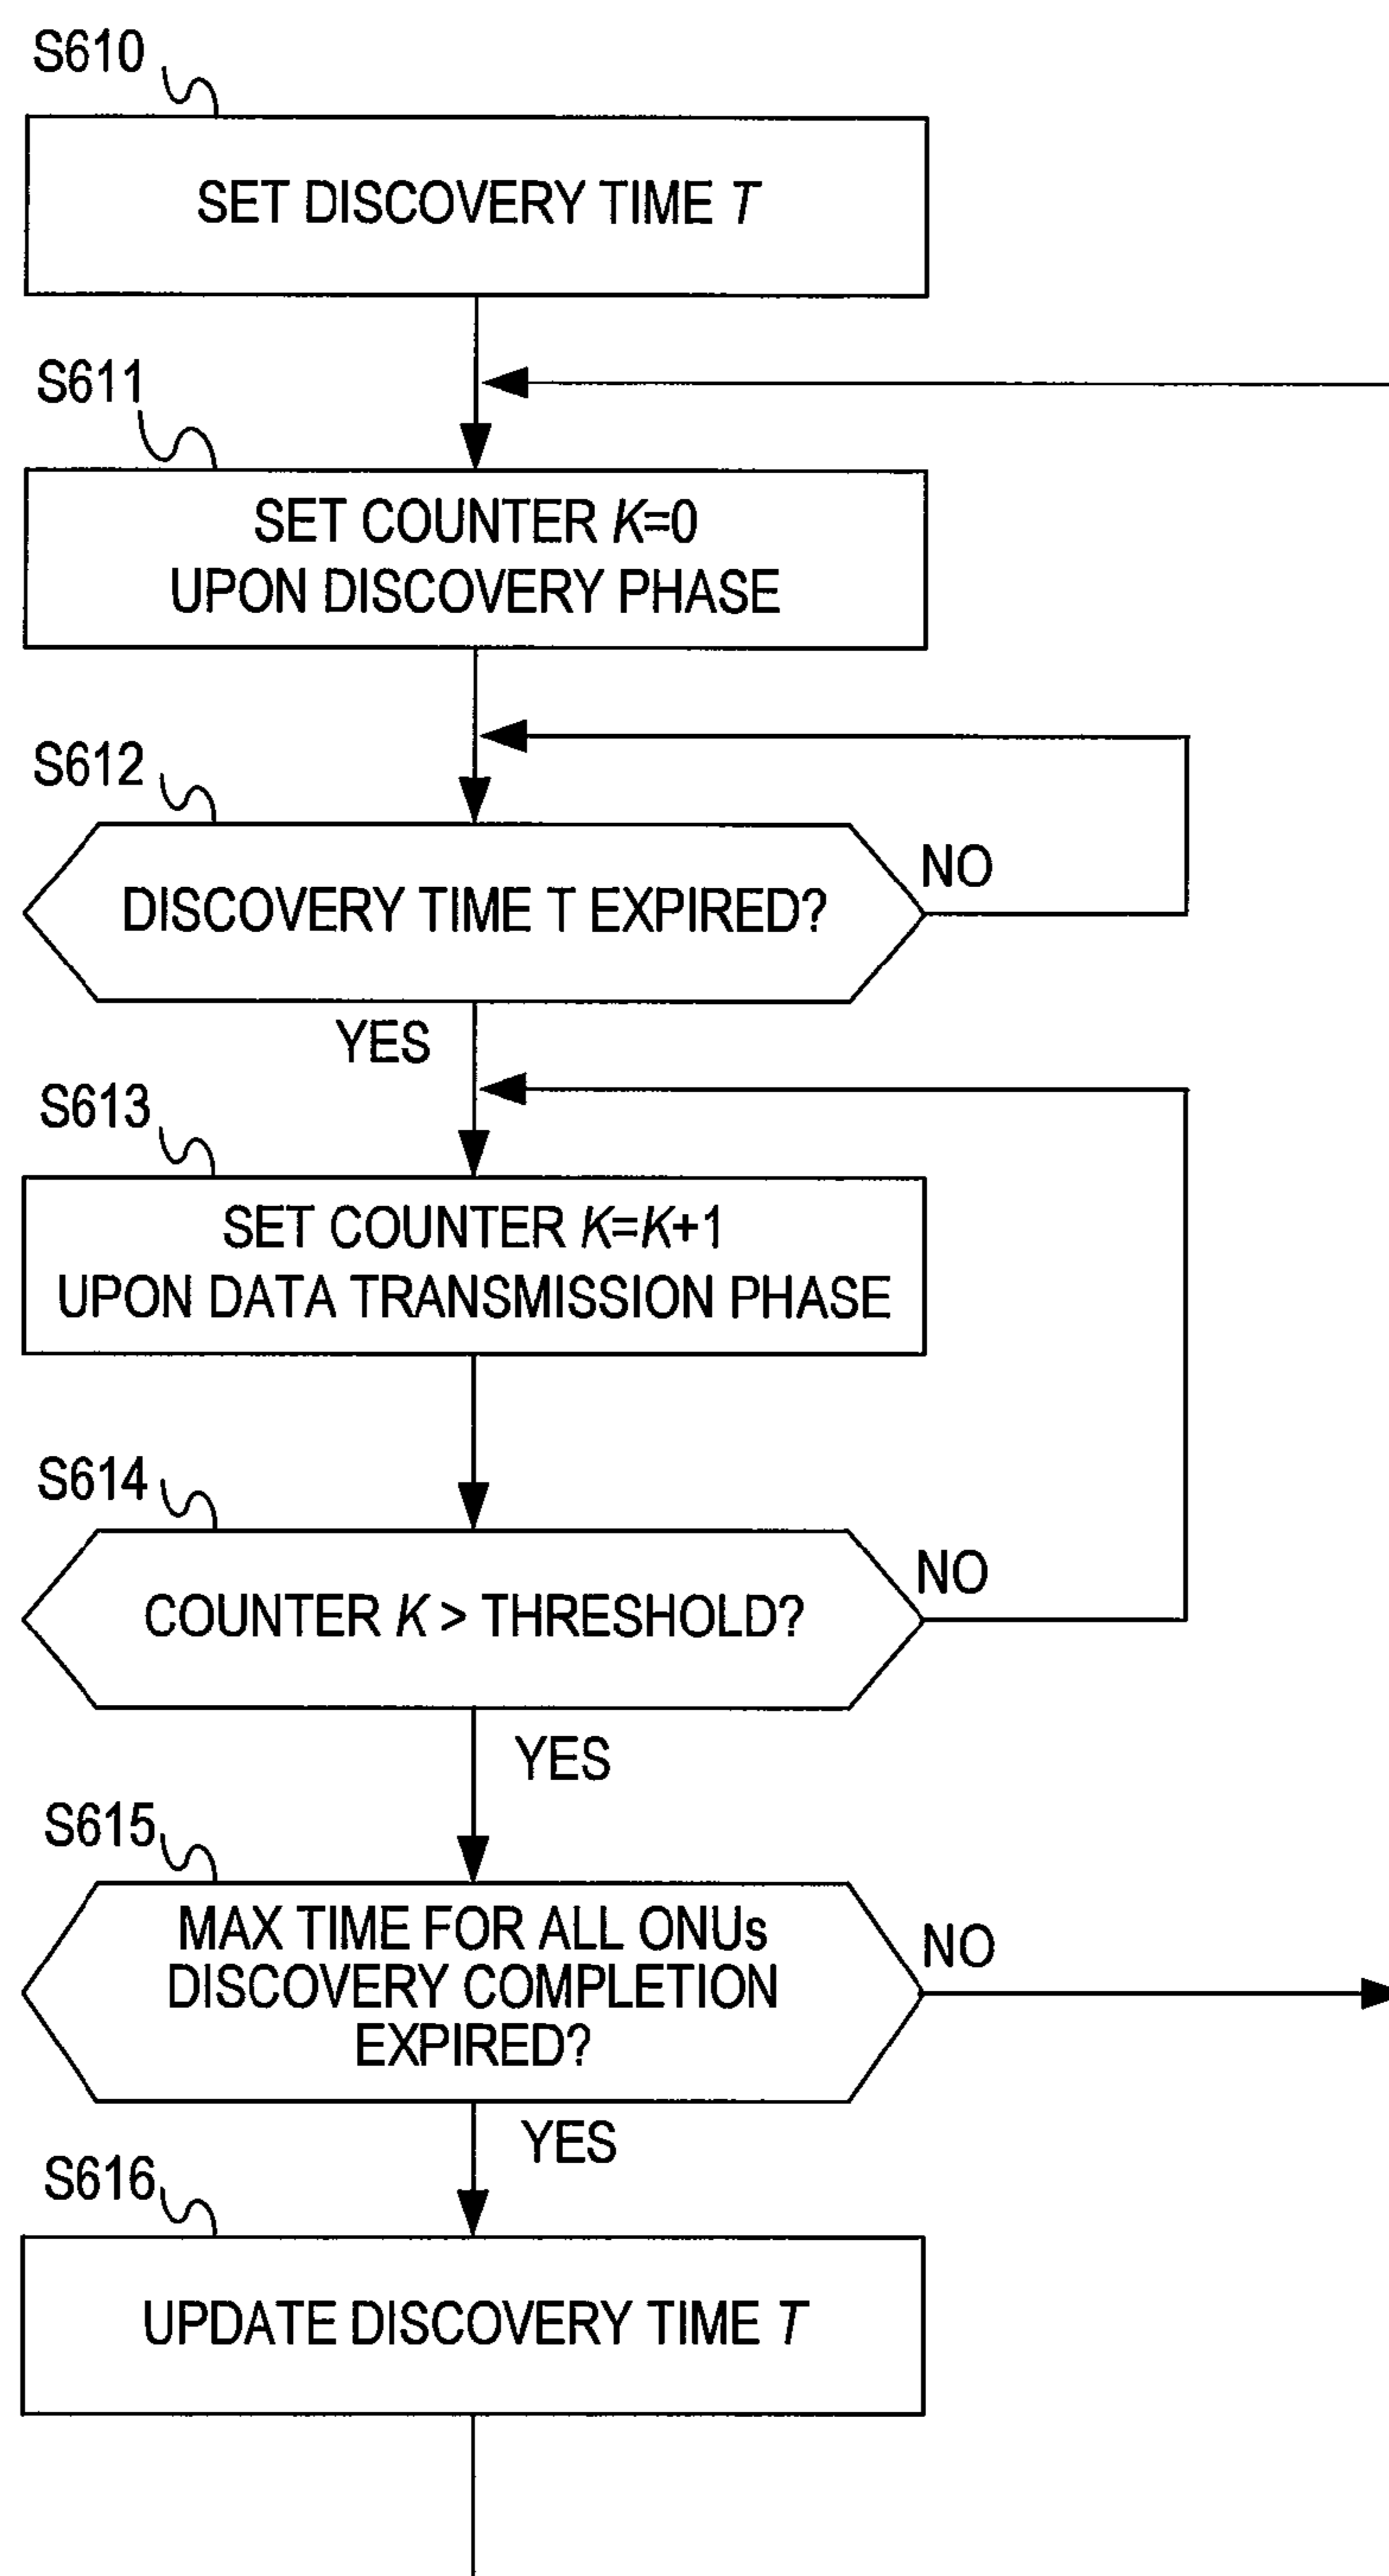 S610
SET DISCOVERY TIME T
S611
SET COUNTER K=0
UPON DISCOVERY PHASE
S612
DISCOVERY TIME T EXPIRED?
NO
YES
S613
SET COUNTER K=K+1
UPON DATA TRANSMISSION PHASE
S614
COUNTER K > THRESHOLD?
NO
YES
S615
MAX TIME FOR ALL ONUs
DISCOVERY COMPLETION
EXPIRED?
NO
YES
S616
UPDATE DISCOVERY TIME T